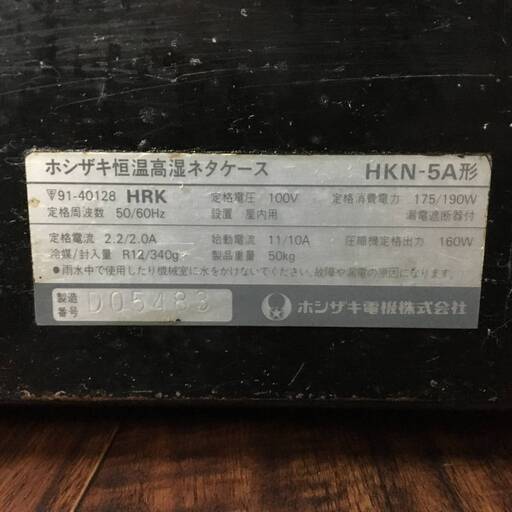 ホシザキ恒温高湿ネタケース HKN-5A形
91-40128 HRK 定格電圧 100V 定格消費電力 175/190W
定格周波数 50/60Hz 設置 屋内用 漏電遮断器付
定格電流 2.2/2.0A 始動電流 11/10A 圧縮機定格出力 160W
冷媒/封入量 R12/340g 製品重量 50kg
●雨水中で使用したり機械室に水をかけないでください。故障や漏電の原因になります。
製造番号 D05483 ホシザキ電機株式会社